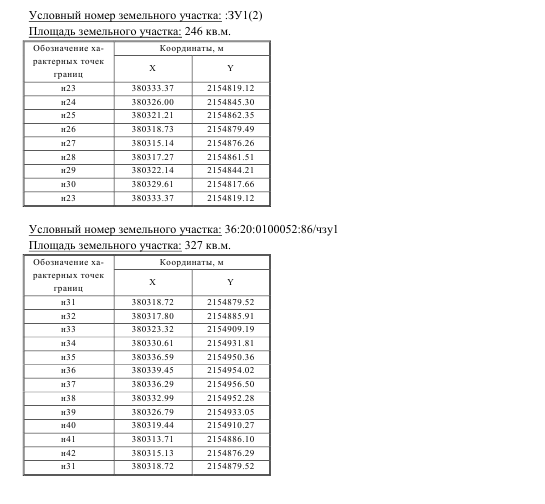 Условный номер земельного участка: :ЗУ1(2)
Площадь земельного участка: 246 кв.м.
Обозначение ха- Координаты, м
рактерных точек
границ X Y
н23 380333.37 2154819.12
н24 380326.00 2154845.30
н25 380321.21 2154862.35
н26 380318.73 2154879.49
н27 380315.14 2154876.26
н28 380317.27 2154861.51
н29 380322.14 2154844.21
н30 380329.61 2154817.66
н23 380333.37 2154819.12
Условный номер земельного участка: 36:20:0100052:86/чзу1
Площадь земельного участка: 327 кв.м.
Обозначение ха- Координаты, м
рактерных точек
границ X Y
н31 380318.72 2154879.52
н32 380317.80 2154885.91
н33 380323.32 2154909.19
н34 380330.61 2154931.81
н35 380336.59 2154950.36
н36 380339.45 2154954.02
н37 380336.29 2154956.50
н38 380332.99 2154952.28
н39 380326.79 2154933.05
н40 380319.44 2154910.27
н41 380313.71 2154886.10
н42 380315.13 2154876.29
н31 380318.72 2154879.52